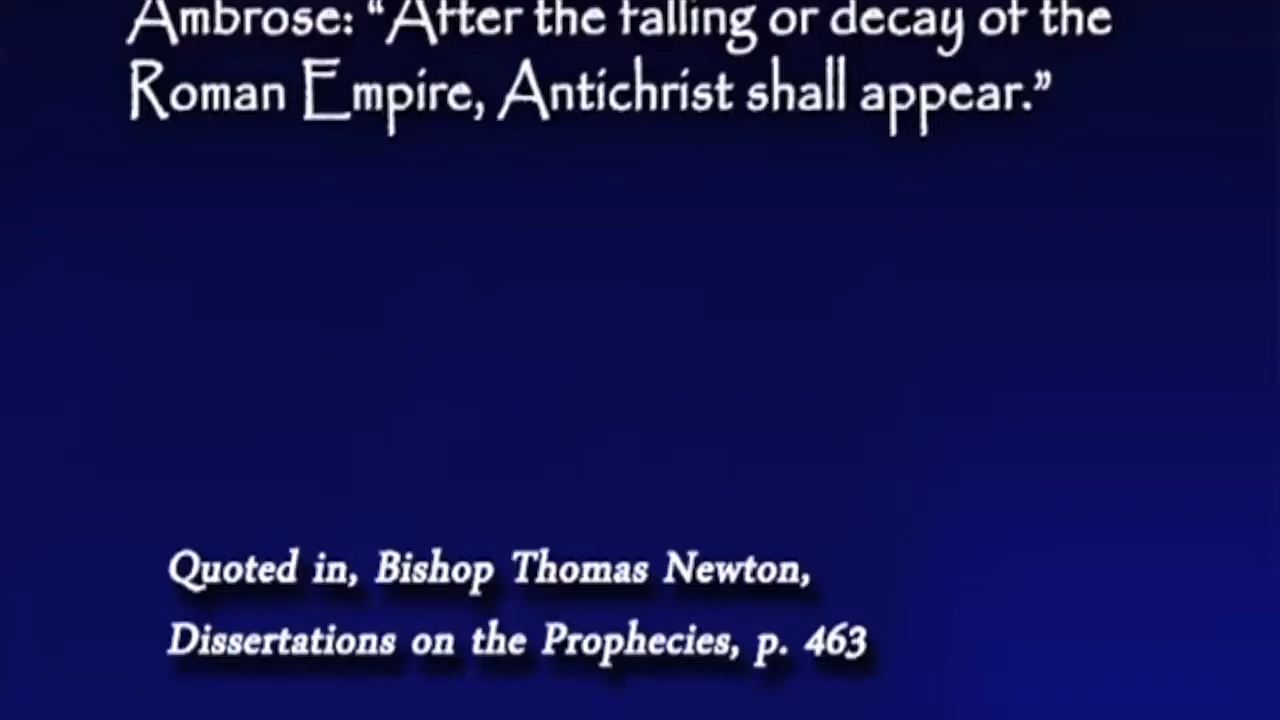 Ambrose: “After the falling or decay of the
Roman Empire, Antichrist shall appear.”
Quoted in, Bishop Thomas Newton,
Dissertations on the Prophecies, p. 463